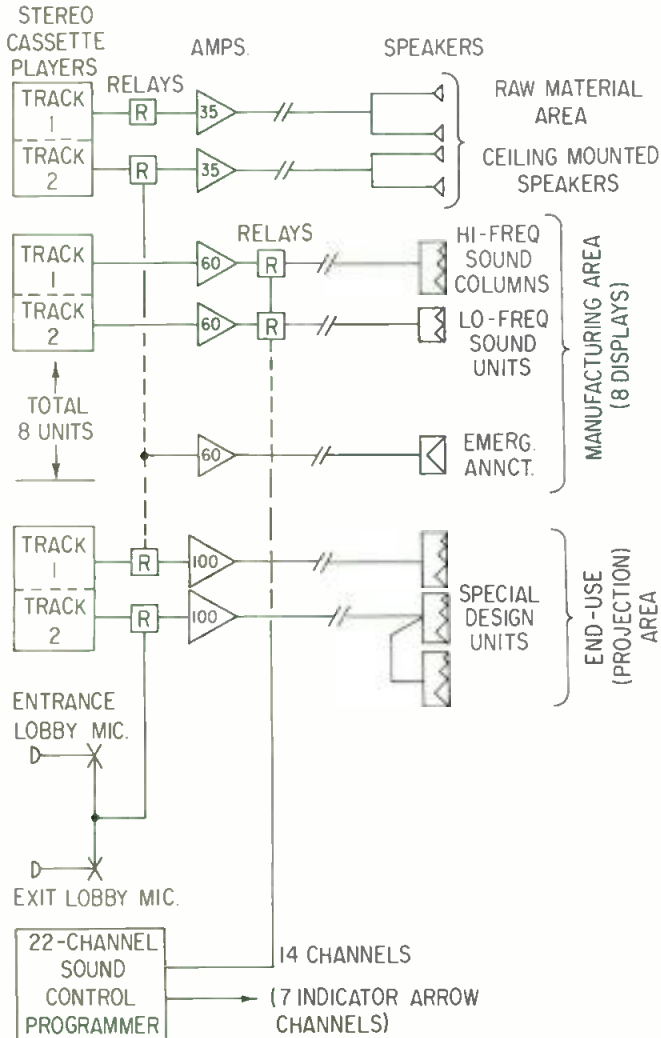 STEREO
CASSETTE
PLAYERS
RELAYS
AMPS.
SPEAKERS
TRACK
1
TRACK
2
R
R
35
35
RAW MATERIAL
AREA
CEILING MOUNTED
SPEAKERS
TRACK
1
TRACK
2
60
60
RELAYS
R
R
HI-FREQ
SOUND
COLUMNS
LO-FREQ
SOUND
UNITS
MANUFACTURING AREA
(8 DISPLAYS)
TOTAL
8 UNITS
60
EMERG.
ANNCT.
TRACK
1
TRACK
2
R
R
100
100
SPECIAL
DESIGN
UNITS
END-USE
(PROJECTION)
AREA
ENTRANCE
LOBBY MIC.
EXIT LOBBY MIC.
22-CHANNEL
SOUND
CONTROL
PROGRAMMER
14 CHANNELS
(7 INDICATOR ARROW
CHANNELS)